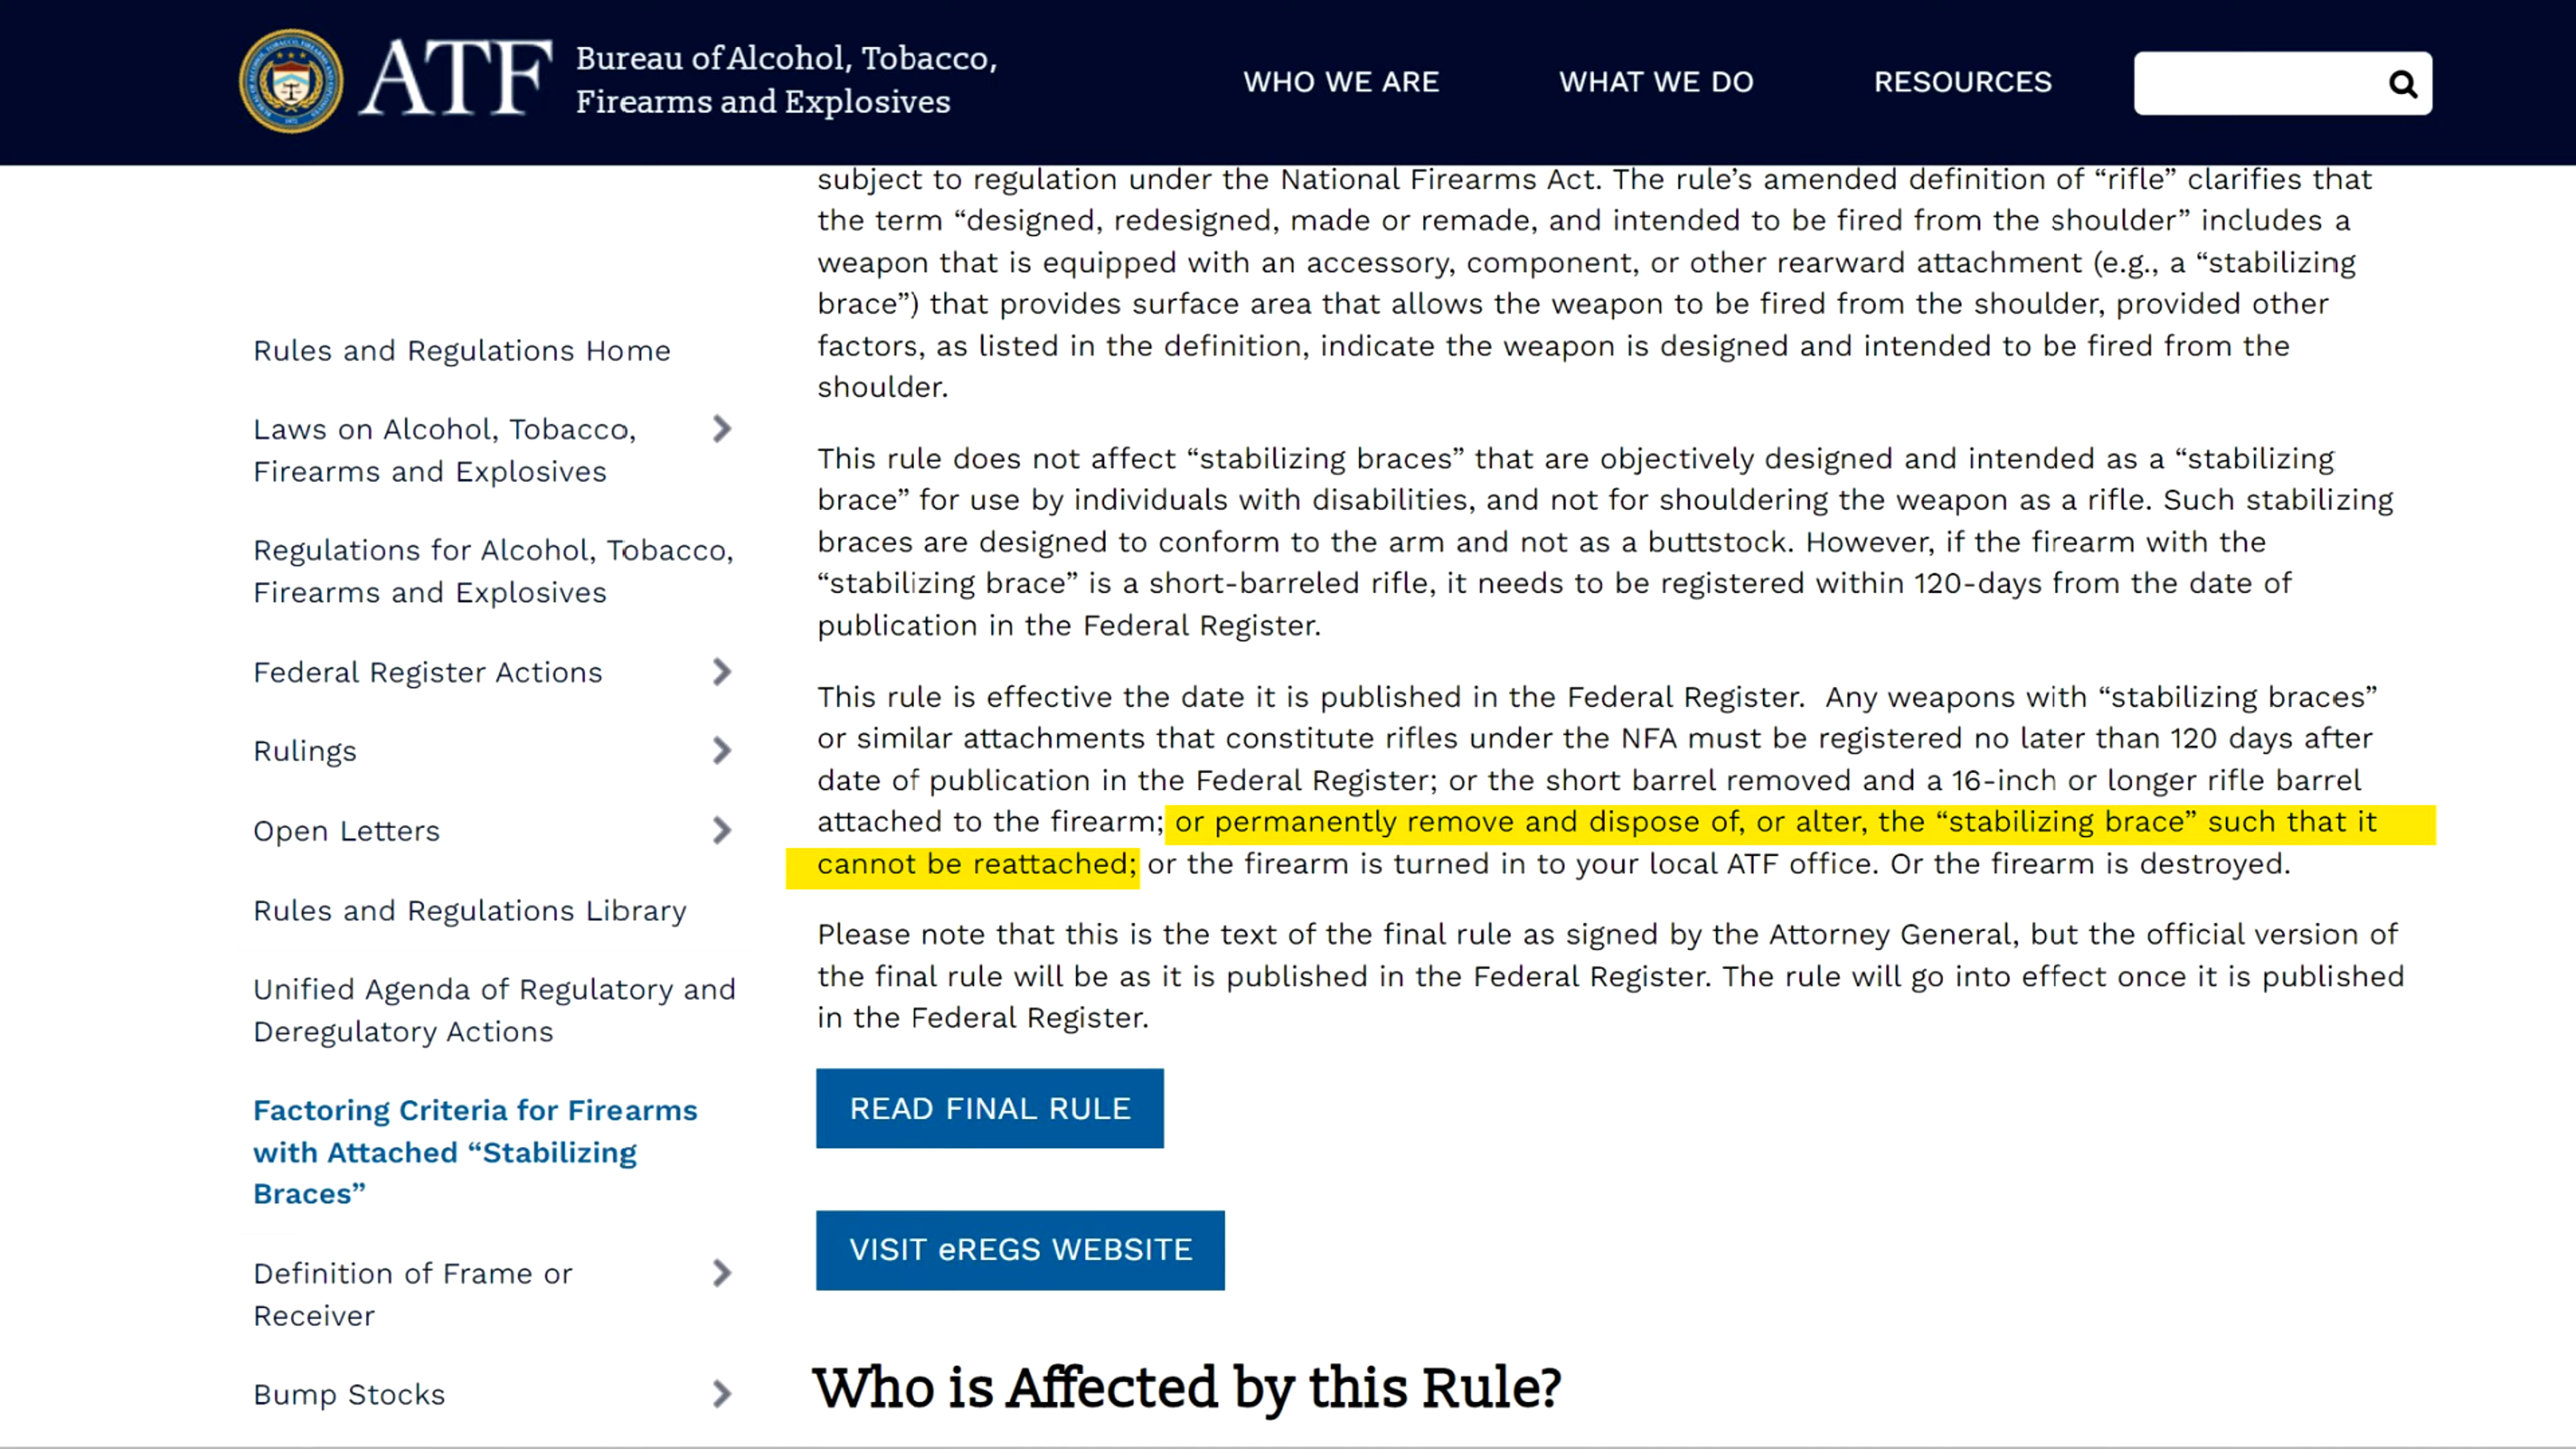 ATF
Bureau of Alcohol, Tobacco,
Firearms and Explosives
WHO WE ARE
WHAT WE DO
RESOURCES
Rules and Regulations Home
Laws on Alcohol, Tobacco,
Firearms and Explosives
Regulations for Alcohol, Tobacco,
Firearms and Explosives
Federal Register Actions
Rulings
Open Letters
Rules and Regulations Library
Unified Agenda of Regulatory and
Deregulatory Actions
Factoring Criteria for Firearms
with Attached “Stabilizing
Braces”
Definition of Frame or
Receiver
Bump Stocks
subject to regulation under the National Firearms Act. The rule’s amended definition of “rifle” clarifies that
the term “designed, redesigned, made or remade, and intended to be fired from the shoulder” includes a
weapon that is equipped with an accessory, component, or other rearward attachment (e.g., a “stabilizing
brace”) that provides surface area that allows the weapon to be fired from the shoulder, provided other
factors, as listed in the definition, indicate the weapon is designed and intended to be fired from the
shoulder.
This rule does not affect “stabilizing braces” that are objectively designed and intended as a “stabilizing
brace” for use by individuals with disabilities, and not for shouldering the weapon as a rifle. Such stabilizing
braces are designed to conform to the arm and not as a buttstock. However, if the firearm with the
“stabilizing brace” is a short-barreled rifle, it needs to be registered within 120-days from the date of
publication in the Federal Register.
This rule is effective the date it is published in the Federal Register.  Any weapons with “stabilizing braces”
or similar attachments that constitute rifles under the NFA must be registered no later than 120 days after
date of publication in the Federal Register; or the short barrel removed and a 16-inch or longer rifle barrel
attached to the firearm; or permanently remove and dispose of, or alter, the “stabilizing brace” such that it
cannot be reattached; or the firearm is turned in to your local ATF office. Or the firearm is destroyed.
Please note that this is the text of the final rule as signed by the Attorney General, but the official version of
the final rule will be as it is published in the Federal Register. The rule will go into effect once it is published
in the Federal Register.
READ FINAL RULE
VISIT eREGS WEBSITE
Who is Affected by this Rule?